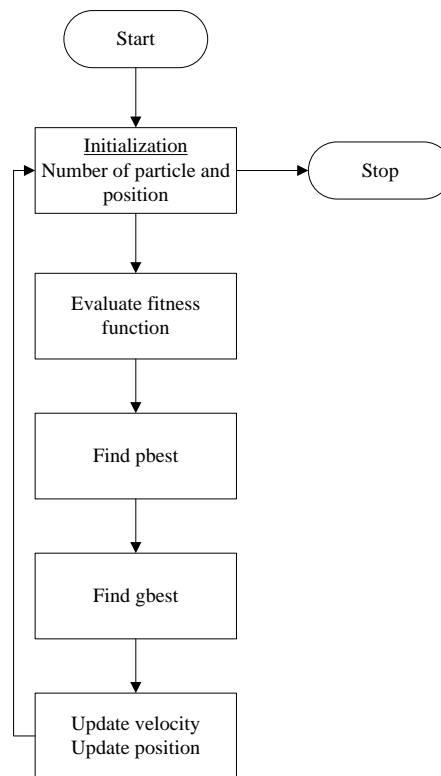 Start
Initialization
Number of particle and
position
Stop
Evaluate fitness
function
Find pbest
Find gbest
Update velocity
Update position